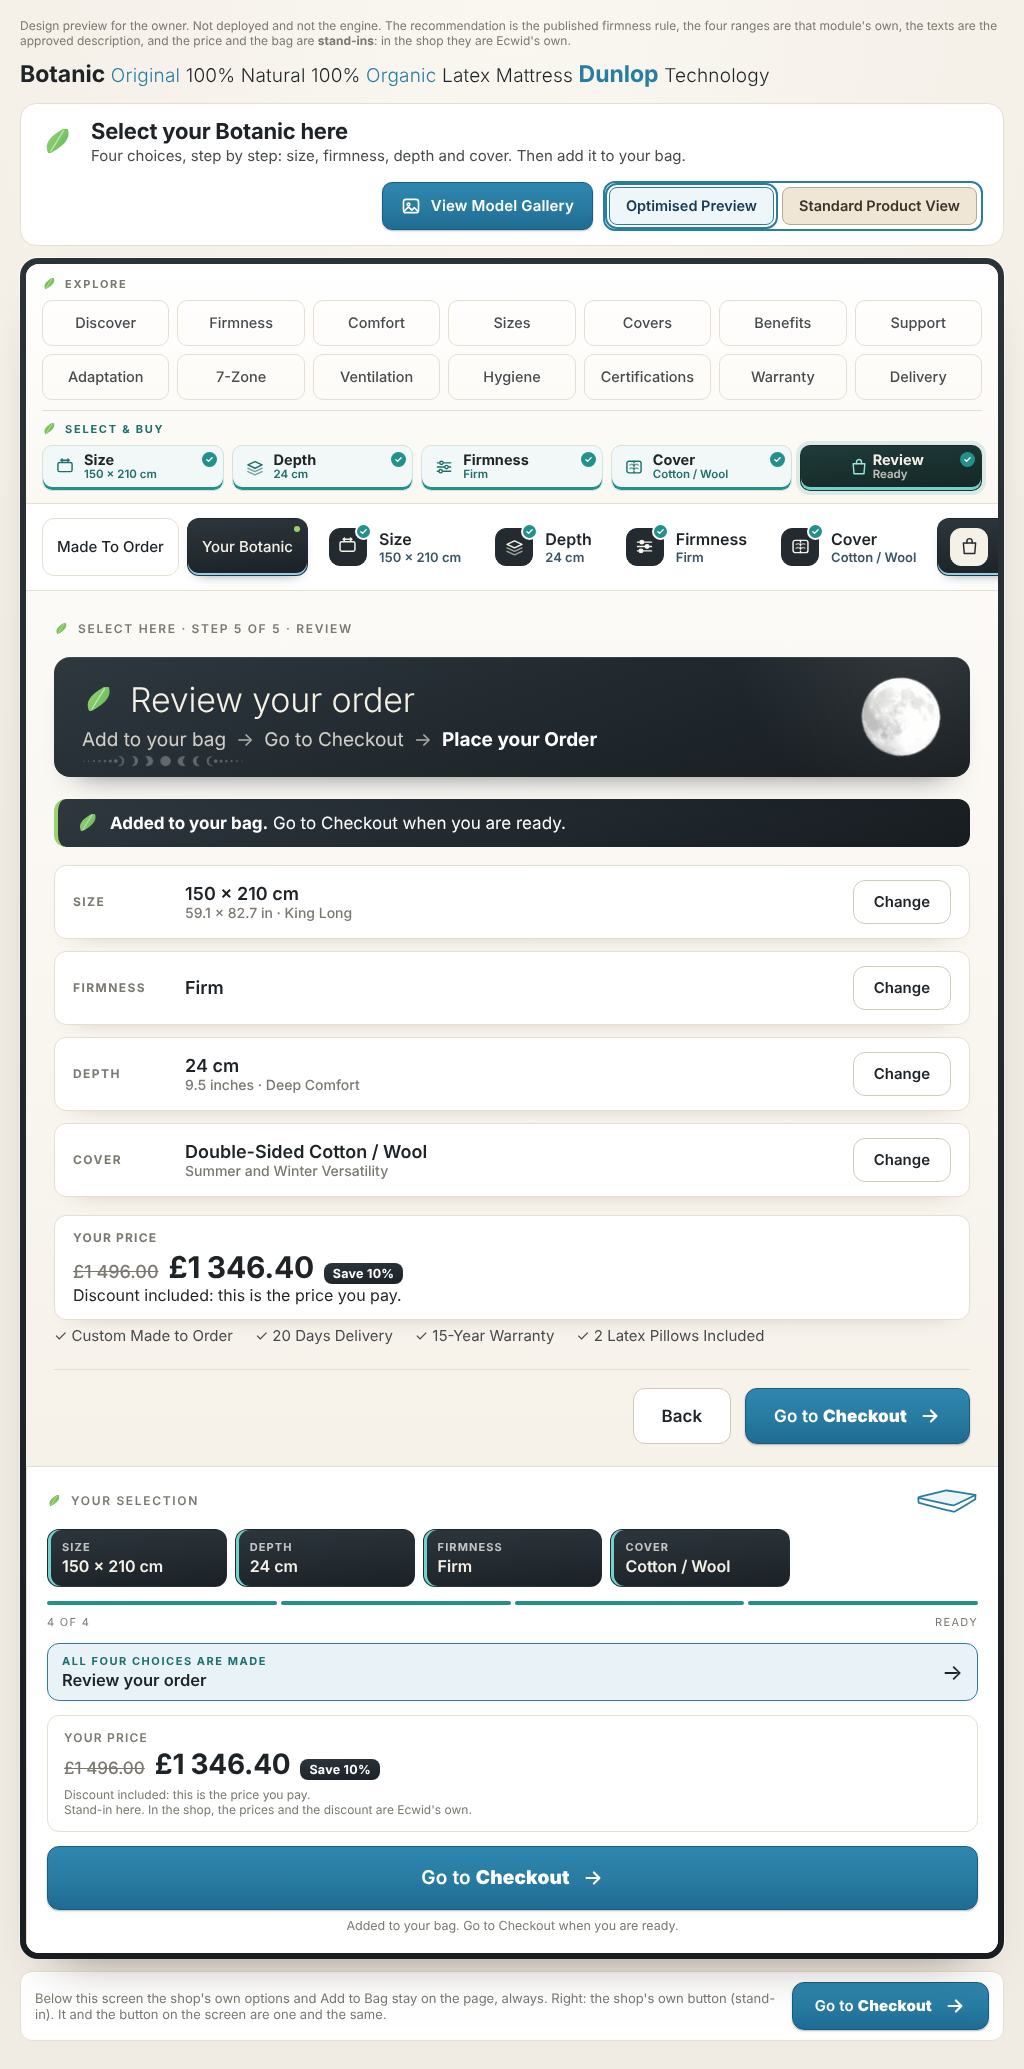 Design preview for the owner. Not deployed and not the engine. The recommendation is the published firmness rule, the four ranges are that module's own, the texts are the
approved description, and the price and the bag are stand-ins: in the shop they are Ecwid's own.
Botanic Original 100% Natural 100% Organic Latex Mattress Dunlop Technology
Select your Botanic here
Four choices, step by step: size, firmness, depth and cover. Then add it to your bag.
View Model Gallery
Optimised Preview
Standard Product View
EXPLORE
Discover
Firmness
Comfort
Sizes
Covers
Benefits
Support
Adaptation
7-Zone
Ventilation
Hygiene
Certifications
Warranty
Delivery
SELECT & BUY
Size
150 × 210 cm
Depth
24 cm
Firmness
Firm
Cover
Cotton / Wool
Review
Ready
Made To Order
Your Botanic
Size
150 × 210 cm
Depth
24 cm
Firmness
Firm
Cover
Cotton / Wool
SELECT HERE · STEP 5 OF 5 · REVIEW
Review your order
Add to your bag → Go to Checkout → Place your Order
Added to your bag. Go to Checkout when you are ready.
SIZE
150 × 210 cm
59.1 × 82.7 in · King Long
Change
FIRMNESS
Firm
Change
DEPTH
24 cm
9.5 inches · Deep Comfort
Change
COVER
Double-Sided Cotton / Wool
Summer and Winter Versatility
Change
YOUR PRICE
£1 496.00 £1 346.40 Save 10%
Discount included: this is the price you pay.
✓ Custom Made to Order ✓ 20 Days Delivery ✓ 15-Year Warranty ✓ 2 Latex Pillows Included
Back
Go to Checkout →
YOUR SELECTION
SIZE
150 × 210 cm
DEPTH
24 cm
FIRMNESS
Firm
COVER
Cotton / Wool
4 OF 4
READY
ALL FOUR CHOICES ARE MADE
Review your order →
YOUR PRICE
£1 496.00 £1 346.40 Save 10%
Discount included: this is the price you pay.
Stand-in here. In the shop, the prices and the discount are Ecwid's own.
Go to Checkout →
Added to your bag. Go to Checkout when you are ready.
Below this screen the shop's own options and Add to Bag stay on the page, always. Right: the shop's own button (stand-
in). It and the button on the screen are one and the same.
Go to Checkout →